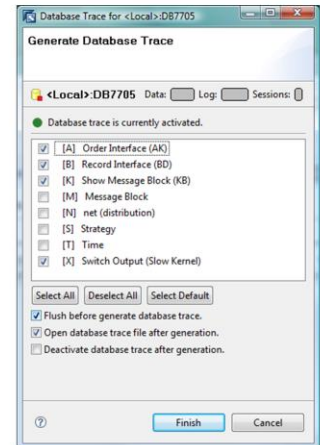 Database Trace for <Local>:DB7705
Generate Database Trace
<Local>:DB7705 Data: Log: Sessions:
Database trace is currently activated.
[A] Order Interface (AK)
[B] Record Interface (BD)
[K] Show Message Block (KB)
[M] Message Block
[N] net (distribution)
[S] Strategy
[T] Time
[X] Switch Output (Slow Kernel)
Select All Deselect All Select Default
Flush before generate database trace.
Open database trace file after generation.
Deactivate database trace after generation.
? Finish Cancel